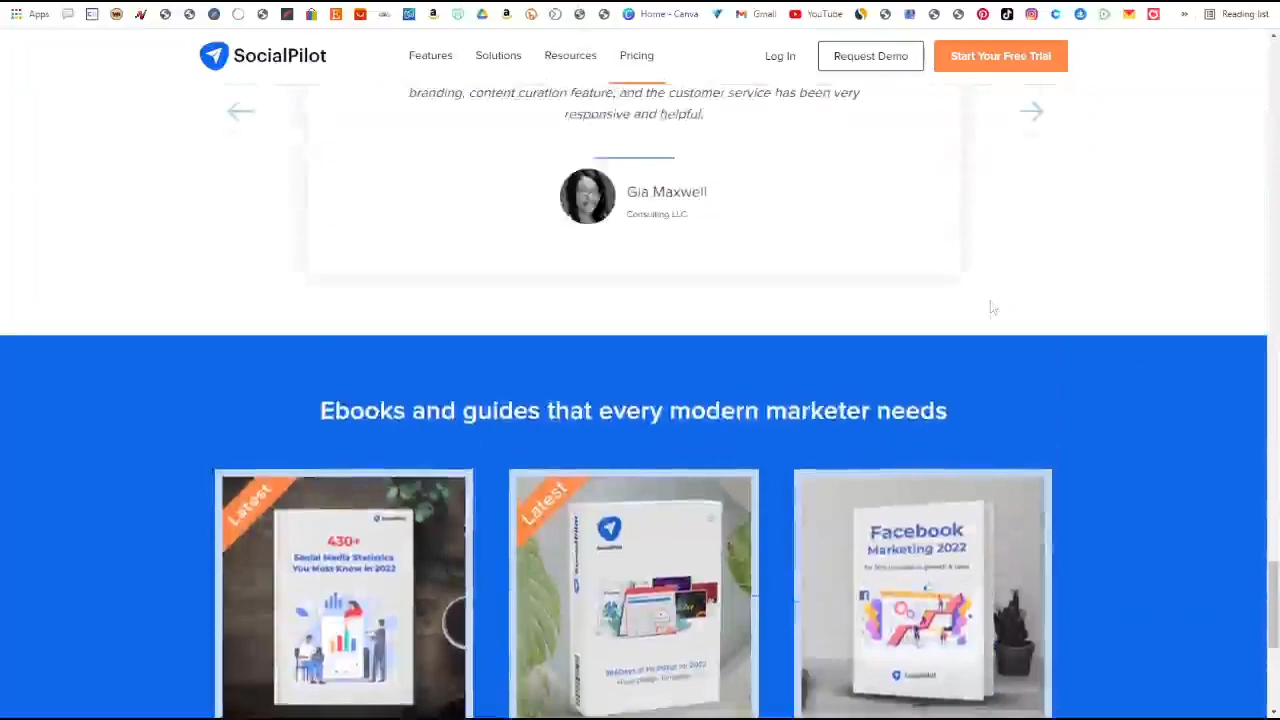 Apps
Home - Canva
Gmail
YouTube
Reading list
SocialPilot
Features
Solutions
Resources
Pricing
Log In
Request Demo
Start Your Free Trial
branding, content curation feature, and the customer service has been very
responsive and helpful.
Gia Maxwell
Consulting LLC
Ebooks and guides that every modern marketer needs
Latest
430+
Social Media Statistics
You Must Know in 2022
Latest
SocialPilot
Facebook
Marketing 2022
SocialPilot